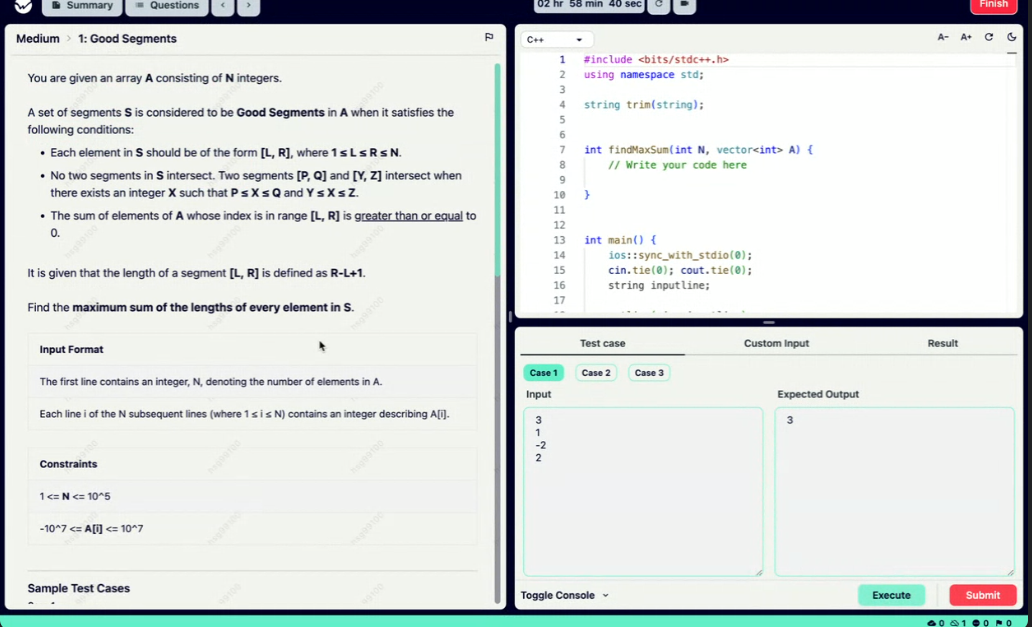 Summary
Questions
02 hr 58 min 40 sec
Finish
Medium > 1: Good Segments
You are given an array A consisting of N integers.
A set of segments S is considered to be Good Segments in A when it satisfies the
following conditions:
• Each element in S should be of the form [L, R], where 1 ≤ L ≤ R ≤ N.
• No two segments in S intersect. Two segments [P, Q] and [Y, Z] intersect when
there exists an integer X such that P ≤ X ≤ Q and Y ≤ X ≤ Z.
• The sum of elements of A whose index is in range [L, R] is greater than or equal to
0.
It is given that the length of a segment [L, R] is defined as R-L+1.
Find the maximum sum of the lengths of every element in S.
Input Format
The first line contains an integer, N, denoting the number of elements in A.
Each line i of the N subsequent lines (where 1 ≤ i ≤ N) contains an integer describing A[i].
Constraints
1 <= N <= 10^5
-10^7 <= A[i] <= 10^7
Sample Test Cases
C++
A- A+
1 #include <bits/stdc++.h>
2 using namespace std;
3
4 string trim(string);
5
6
7 int findMaxSum(int N, vector<int> A) {
8 // Write your code here
9
10 }
11
12
13 int main() {
14 ios::sync_with_stdio(0);
15 cin.tie(0); cout.tie(0);
16 string inputline;
17
Test case
Custom Input
Result
Case 1
Case 2
Case 3
Input
Expected Output
3
1
-2
2
3
Toggle Console
Execute
Submit
0 1 0 0